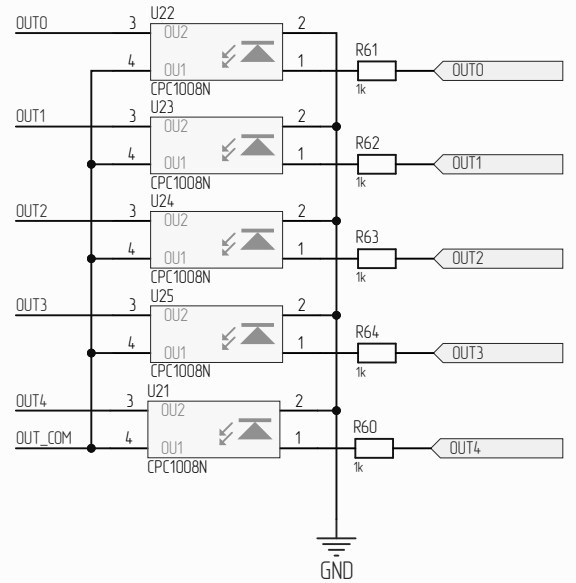 U22
OUT0 3 OU2 2
4 OU1 1 R61 OUT0
CPC1008N 1k
U23
OUT1 3 OU2 2
4 OU1 1 R62 OUT1
CPC1008N 1k
U24
OUT2 3 OU2 2
4 OU1 1 R63 OUT2
CPC1008N 1k
U25
OUT3 3 OU2 2
4 OU1 1 R64 OUT3
CPC1008N 1k
U21
OUT4 3 OU2 2
OUT_COM 4 OU1 1 R60 OUT4
CPC1008N 1k
GND